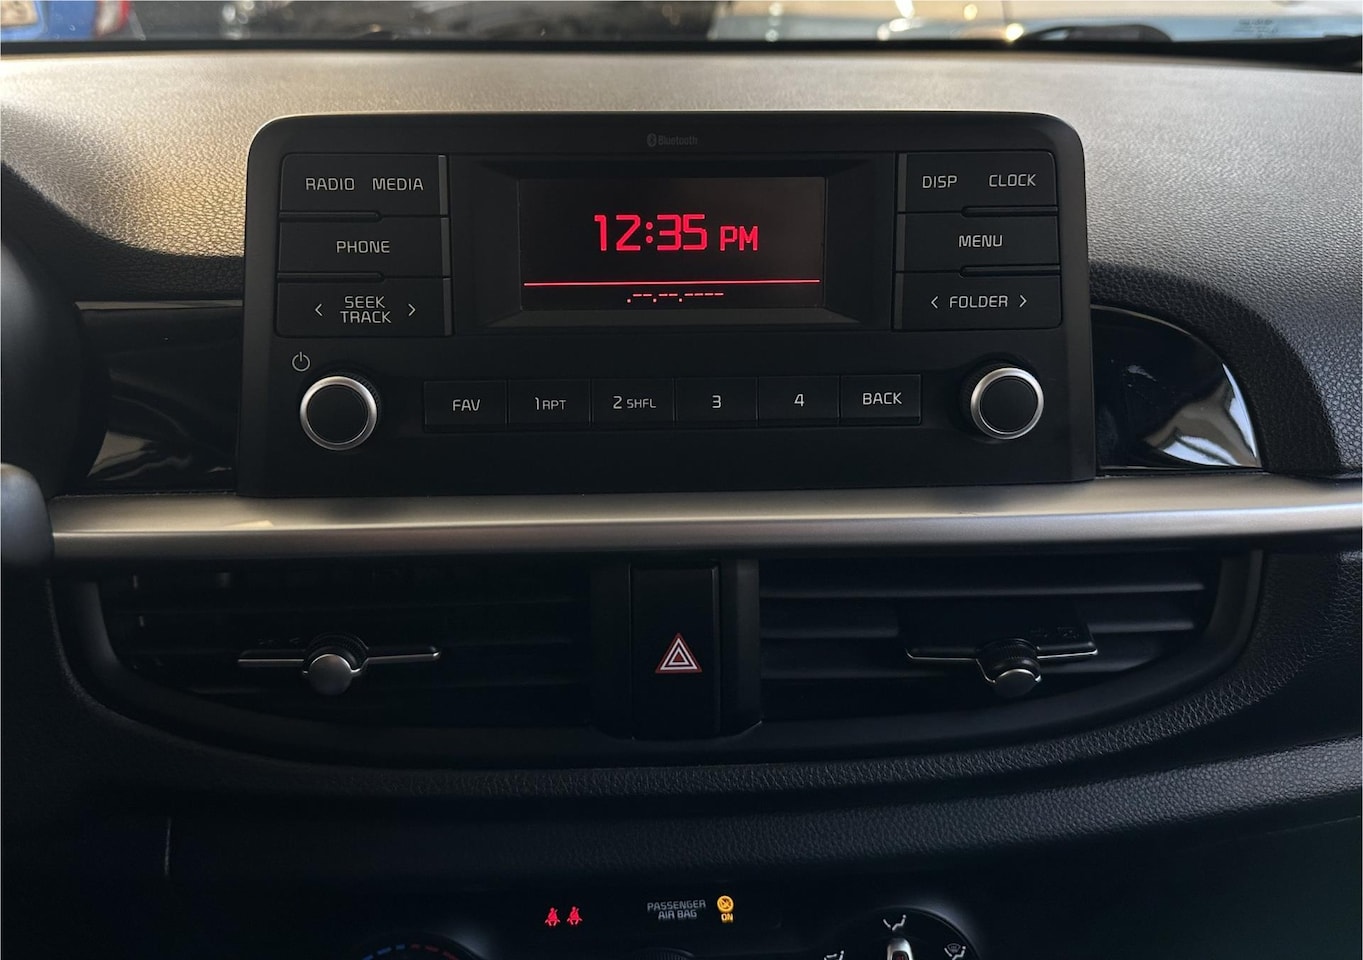 Bluetooth
RADIO MEDIA
DISP CLOCK
PHONE
12:35 PM
MENU
< SEEK TRACK >
.--.--.----
< FOLDER >
FAV
1 RPT
2 SHFL
3
4
BACK
PASSENGER
AIR BAG
ON